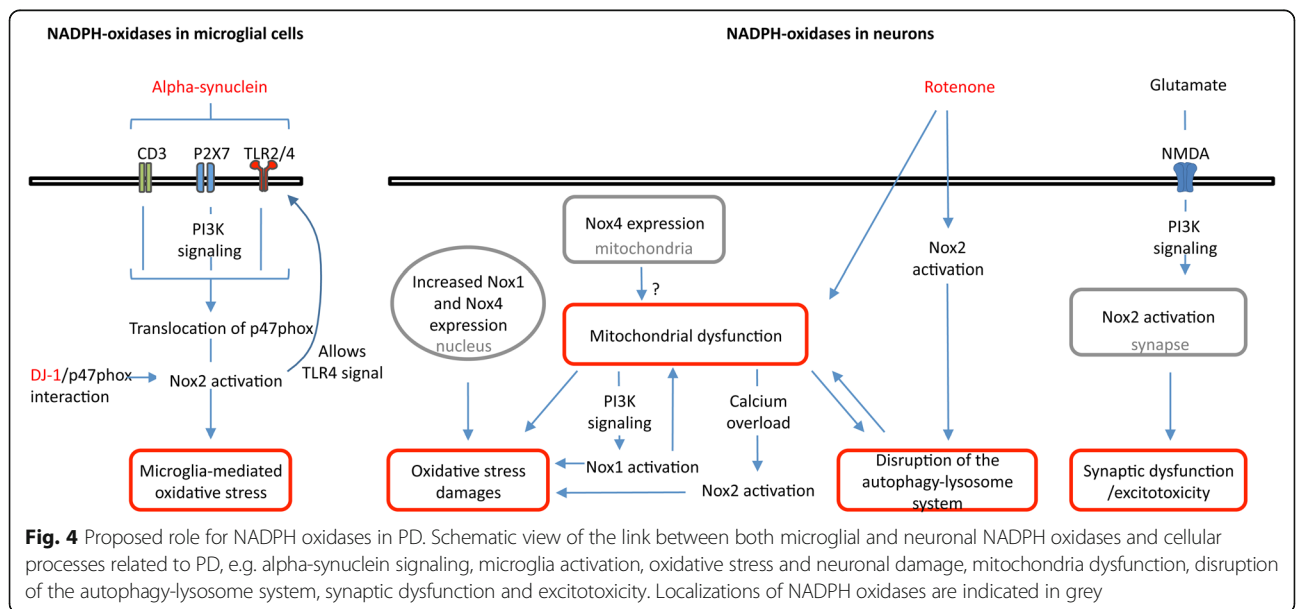 NADPH-oxidases in microglial cells
NADPH-oxidases in neurons
Alpha-synuclein
CD3
P2X7
TLR2/4
PI3K
signaling
Translocation of p47phox
Allows
TLR4 signal
DJ-1/p47phox
interaction
Nox2 activation
Microglia-mediated
oxidative stress
Rotenone
Glutamate
NMDA
Nox4 expression
mitochondria
?
Increased Nox1
and Nox4
expression
nucleus
Mitochondrial dysfunction
Nox2
activation
PI3K
signaling
Nox2 activation
synapse
PI3K
signaling
Calcium
overload
Nox1 activation
Nox2 activation
Oxidative stress
damages
Disruption of the
autophagy-lysosome
system
Synaptic dysfunction
/excitotoxicity
Fig. 4 Proposed role for NADPH oxidases in PD. Schematic view of the link between both microglial and neuronal NADPH oxidases and cellular
processes related to PD, e.g. alpha-synuclein signaling, microglia activation, oxidative stress and neuronal damage, mitochondria dysfunction, disruption
of the autophagy-lysosome system, synaptic dysfunction and excitotoxicity. Localizations of NADPH oxidases are indicated in grey